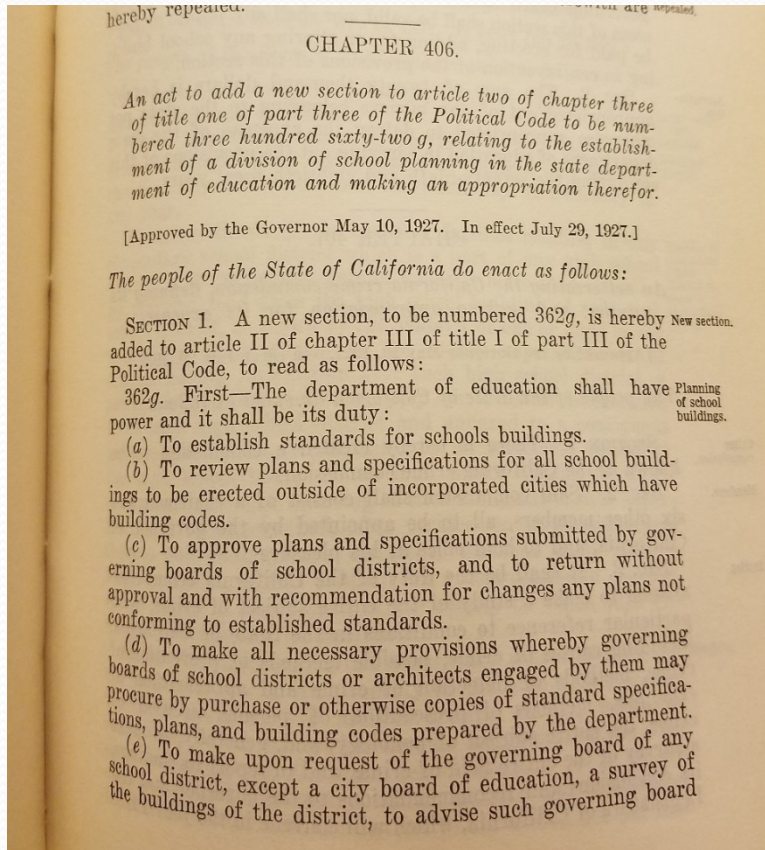 hereby repealed.
are Repealed.
CHAPTER 406.
An act to add a new section to article two of chapter three
of title one of part three of the Political Code to be num-
bered three hundred sixty-two g, relating to the establish-
ment of a division of school planning in the state depart-
ment of education and making an appropriation therefor.
[Approved by the Governor May 10, 1927. In effect July 29, 1927.]
The people of the State of California do enact as follows:
SECTION 1. A new section, to be numbered 362g, is hereby New section.
added to article II of chapter III of title I of part III of the
Political Code, to read as follows:
362g. First—The department of education shall have Planning
of school
power and it shall be its duty: buildings.
(a) To establish standards for schools buildings.
(b) To review plans and specifications for all school build-
ings to be erected outside of incorporated cities which have
building codes.
(c) To approve plans and specifications submitted by gov-
erning boards of school districts, and to return without
approval and with recommendation for changes any plans not
conforming to established standards.
(d) To make all necessary provisions whereby governing
boards of school districts or architects engaged by them may
procure by purchase or otherwise copies of standard specifica-
tions, plans, and building codes prepared by the department.
(e) To make upon request of the governing board of any
school district, except a city board of education, a survey of
the buildings of the district, to advise such governing board